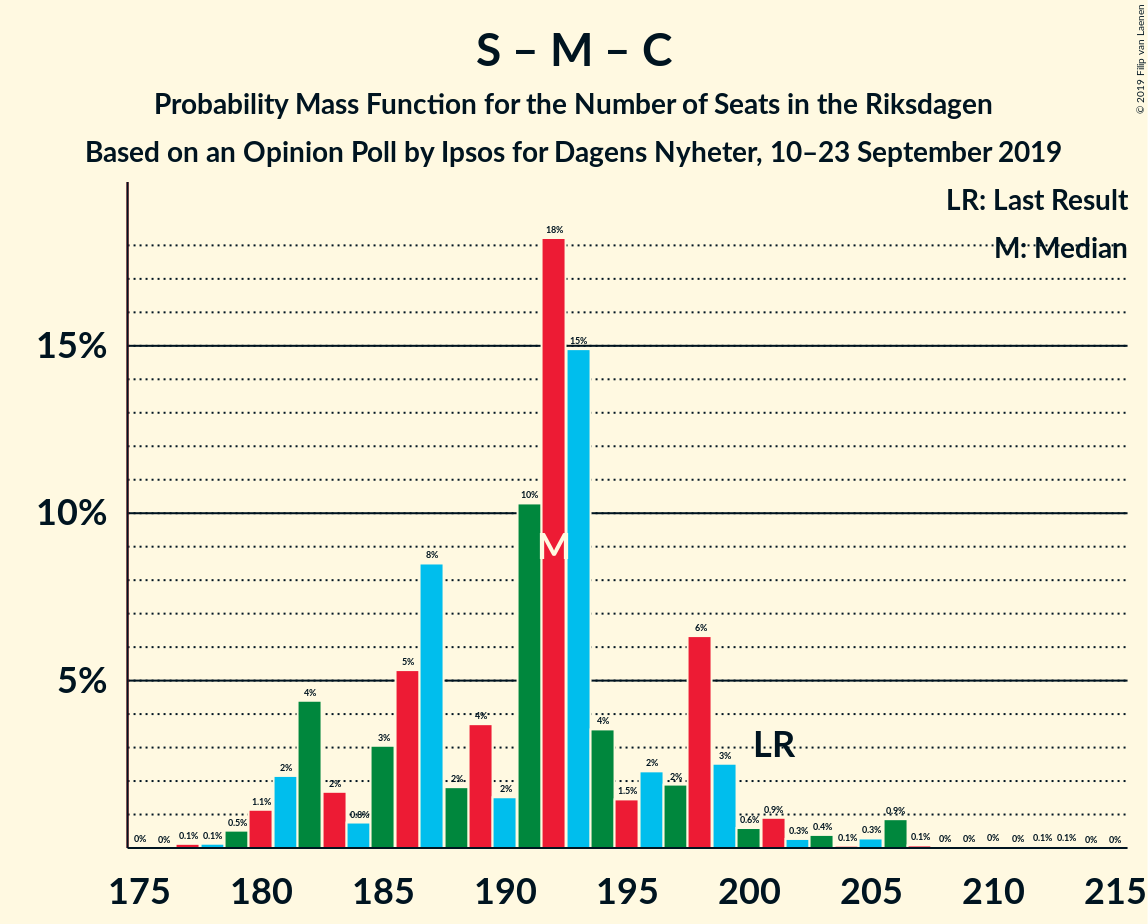 S – M – C
Probability Mass Function for the Number of Seats in the Riksdagen
Based on an Opinion Poll by Ipsos for Dagens Nyheter, 10–23 September 2019
© 2019 Filip van Laenen
LR: Last Result
M: Median
15%
10%
5%
0% 0% 0.1% 0.1% 0.5% 1.1% 2% 4% 2% 0.8% 3% 5% 8% 2% 4% 2% 10% 18% 15% 4% 1.5% 2% 2% 6% 3% 0.6% 0.9% 0.3% 0.4% 0.1% 0.3% 0.9% 0.1% 0% 0% 0% 0% 0.1% 0.1% 0% 0%
M
LR
175 180 185 190 195 200 205 210 215